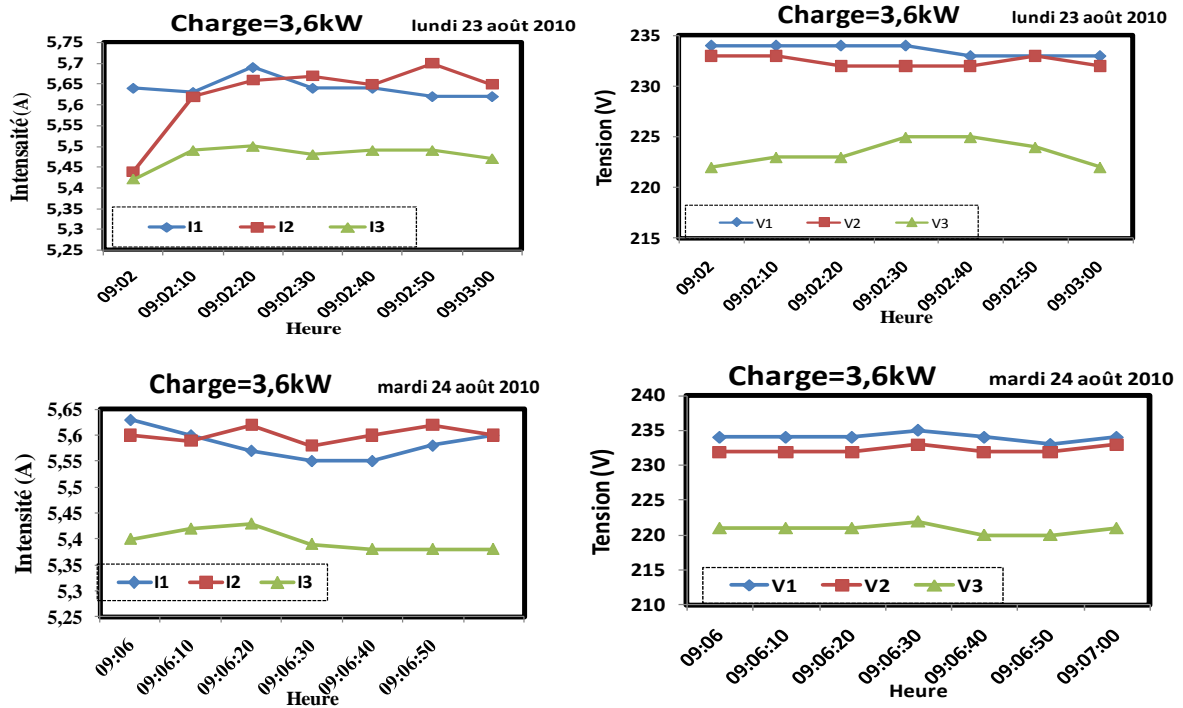 Charge=3,6kW
lundi 23 août 2010
Intensaité (A)
5,75
5,7
5,65
5,6
5,55
5,5
5,45
5,4
5,35
5,3
5,25
I1 I2 I3
09:02
09:02:10
09:02:20
09:02:30
09:02:40
09:02:50
09:03:00
Heure
Charge=3,6kW
lundi 23 août 2010
Tension (V)
235
230
225
220
215
V1 V2 V3
09:02
09:02:10
09:02:20
09:02:30
09:02:40
09:02:50
09:03:00
Heure
Charge=3,6kW
mardi 24 août 2010
Intensité (A)
5,65
5,6
5,55
5,5
5,45
5,4
5,35
5,3
5,25
I1 I2 I3
09:06
09:06:10
09:06:20
09:06:30
09:06:40
09:06:50
Heure
Charge=3,6kW
mardi 24 août 2010
Tension (V)
240
235
230
225
220
215
210
V1 V2 V3
09:06
09:06:10
09:06:20
09:06:30
09:06:40
09:06:50
09:07:00
Heure